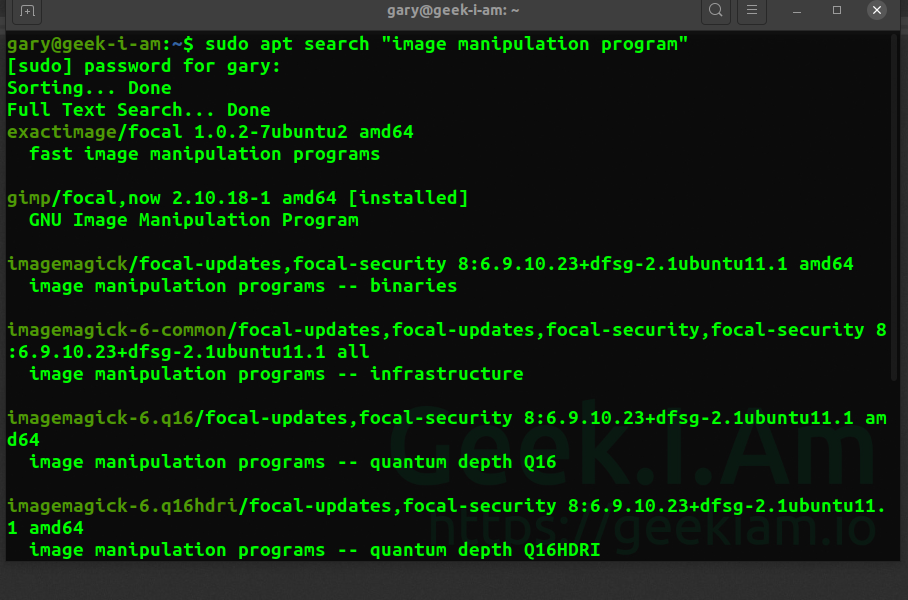 gary@geek-i-am: ~
gary@geek-i-am:~$ sudo apt search "image manipulation program"
[sudo] password for gary:
Sorting... Done
Full Text Search... Done
exactimage/focal 1.0.2-7ubuntu2 amd64
  fast image manipulation programs
gimp/focal,now 2.10.18-1 amd64 [installed]
  GNU Image Manipulation Program
imagemagick/focal-updates,focal-security 8:6.9.10.23+dfsg-2.1ubuntu11.1 amd64
  image manipulation programs -- binaries
imagemagick-6-common/focal-updates,focal-updates,focal-security,focal-security 8
:6.9.10.23+dfsg-2.1ubuntu11.1 all
  image manipulation programs -- infrastructure
imagemagick-6.q16/focal-updates,focal-security 8:6.9.10.23+dfsg-2.1ubuntu11.1 am
d64
  image manipulation programs -- quantum depth Q16
imagemagick-6.q16hdri/focal-updates,focal-security 8:6.9.10.23+dfsg-2.1ubuntu11.
1 amd64
  image manipulation programs -- quantum depth Q16HDRI
Geek.I.Am
https://geekiam.io